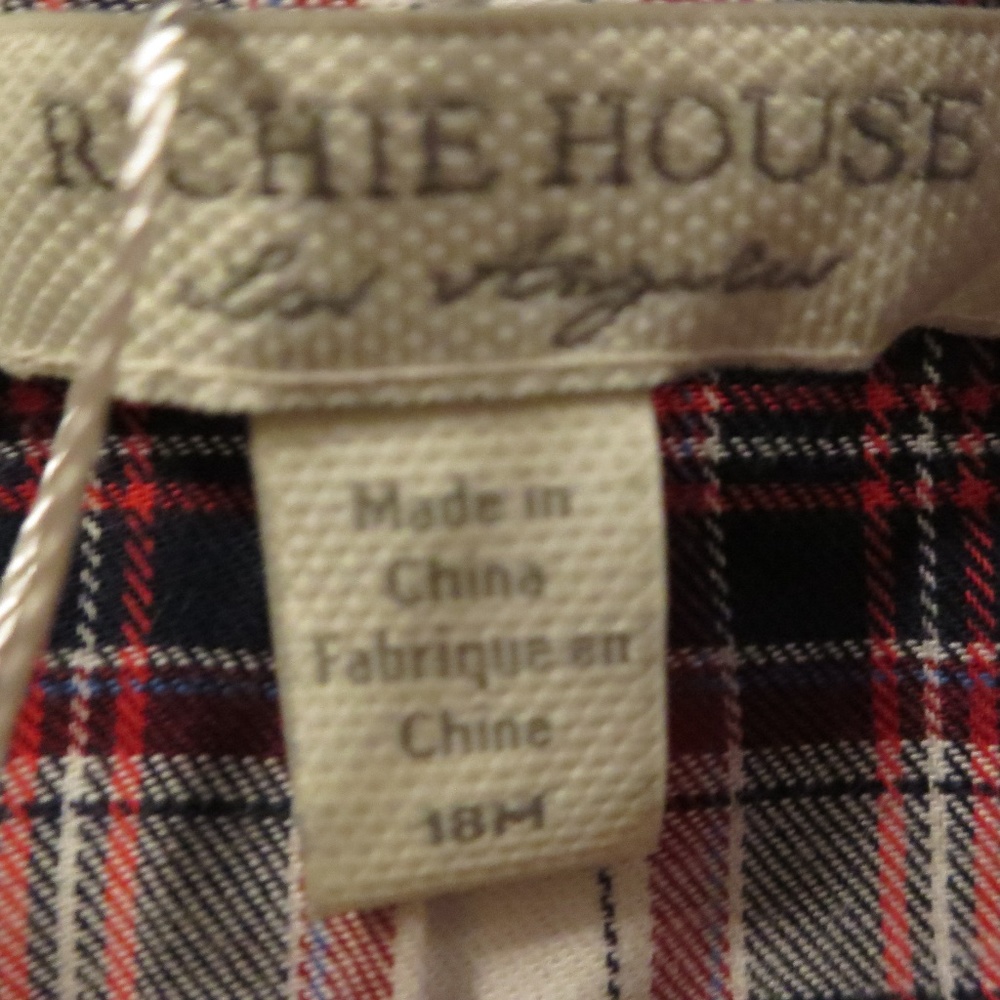 RICHIE HOUSE
Los Angeles
Made in
China
Fabrique en
Chine
18M